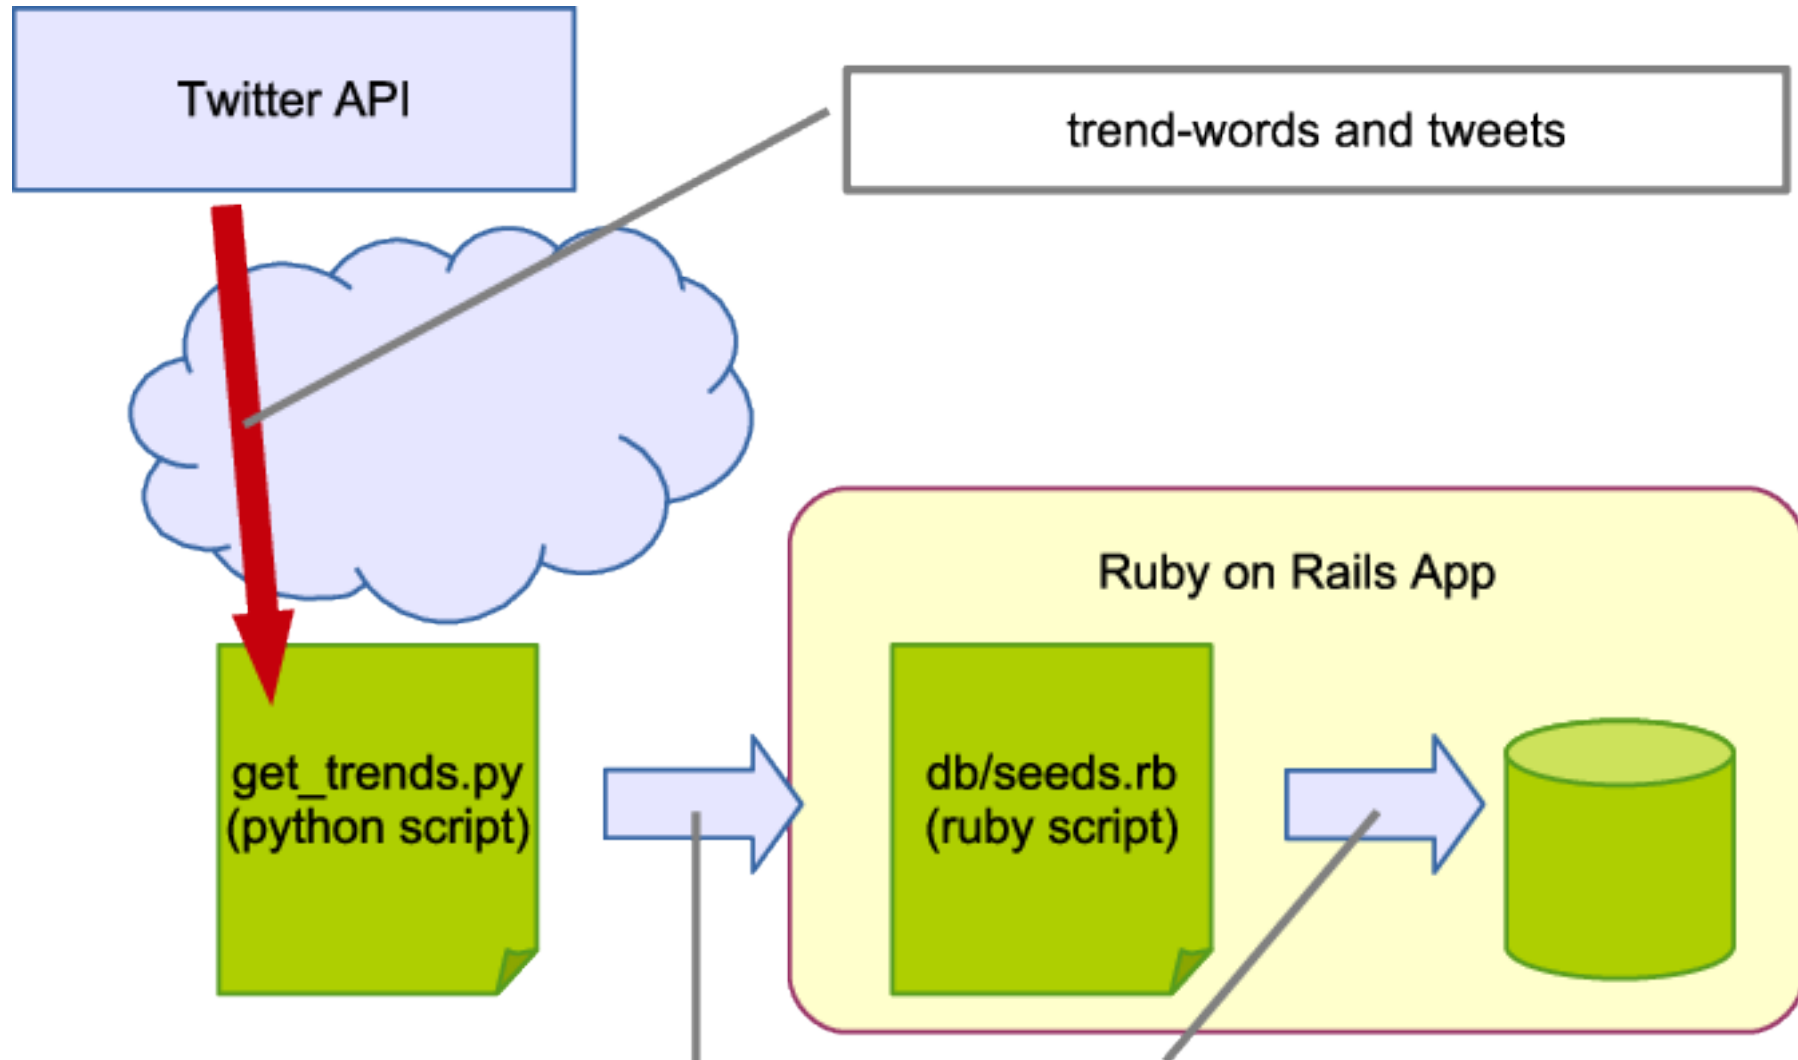 Twitter API
trend-words and tweets
Ruby on Rails App
get_trends.py
(python script)
db/seeds.rb
(ruby script)